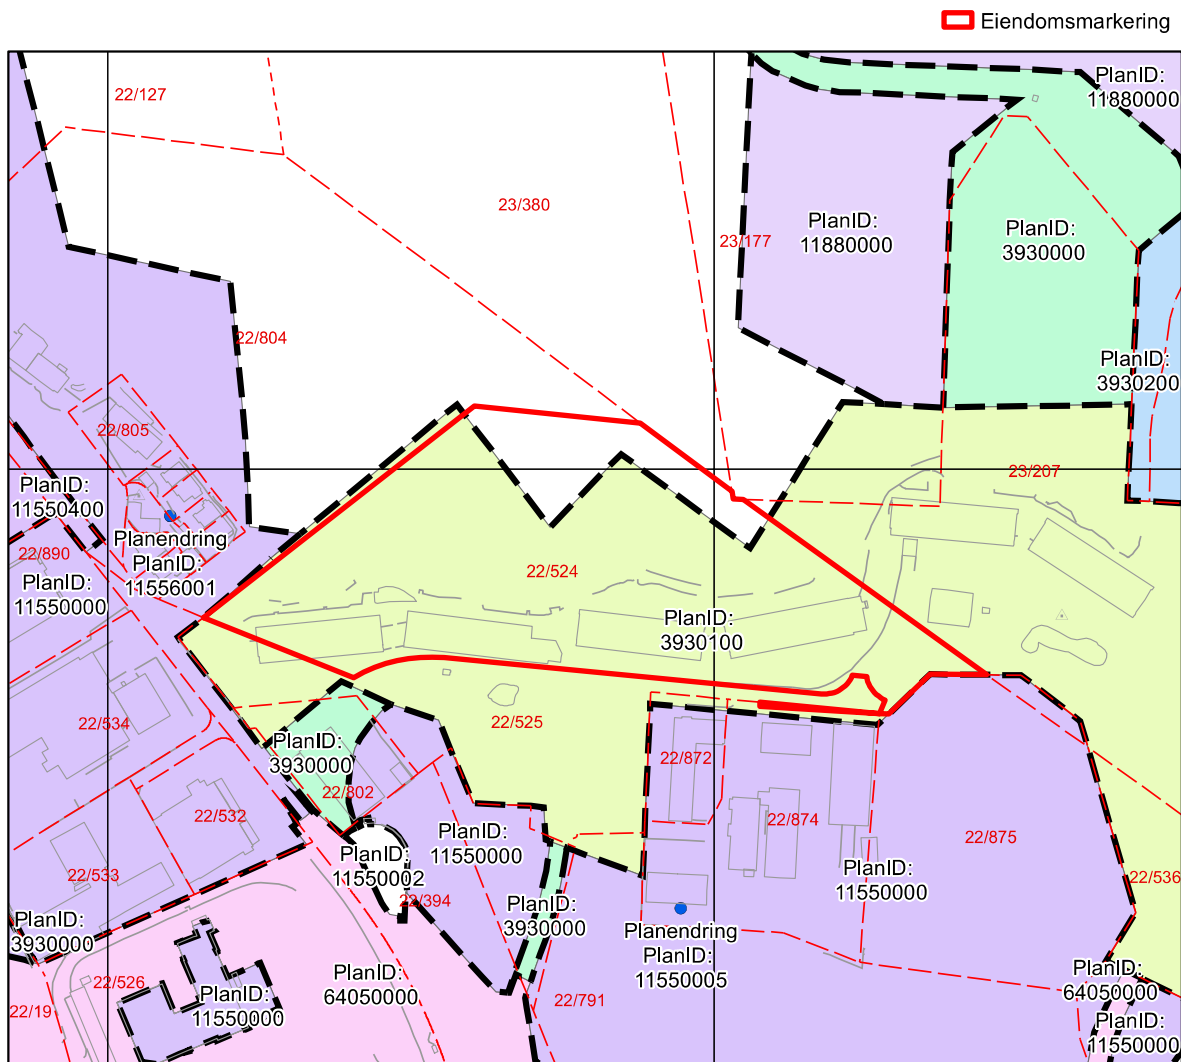 Eiendomsmarkering
PlanID:
11880000
22/127
23/380
PlanID:
11880000
PlanID:
3930000
23/177
22/804
PlanID:
3930200
22/805
23/207
PlanID:
11550400
Planendring
PlanID:
11556001
22/890
PlanID:
11550000
22/524
PlanID:
3930100
22/534
22/525
PlanID:
3930000
22/872
22/802
22/532
22/874
22/875
PlanID:
11550000
PlanID:
11550002
PlanID:
11550000
22/533
22/536
22/394
PlanID:
3930000
PlanID:
3930000
Planendring
PlanID:
11550005
PlanID:
64050000
PlanID:
64050000
22/526
PlanID:
11550000
22/791
22/19
PlanID:
11550000